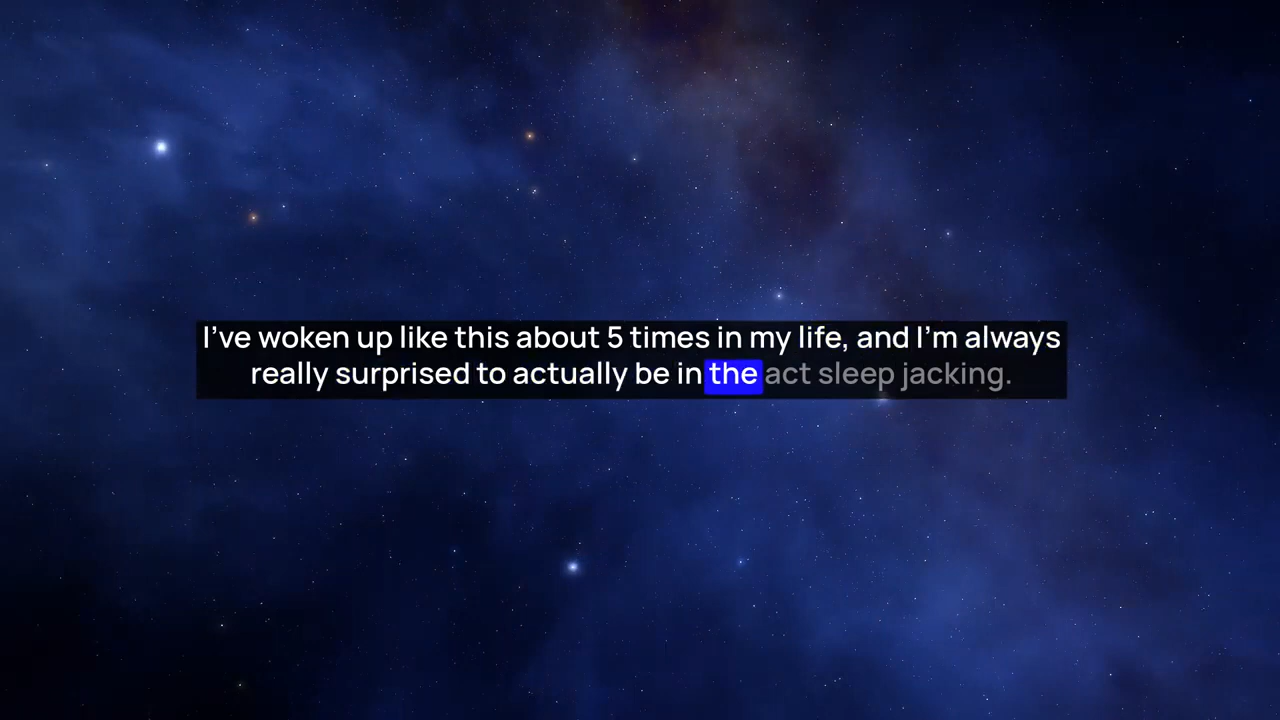 I've woken up like this about 5 times in my life, and I'm always
really surprised to actually be in the act sleep jacking.